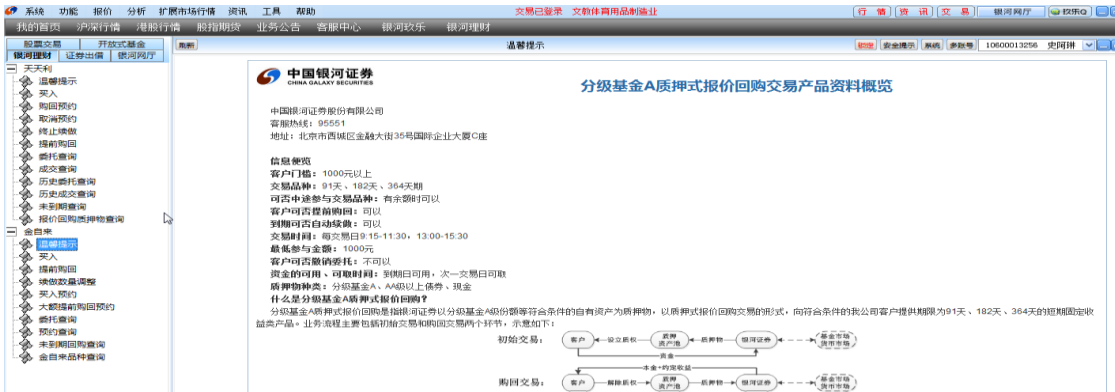 系统 功能 报价 分析 扩展市场行情 资讯 工具 帮助 交易已登录 文教体育用品制造业 行 情 资 讯 交 易 银河网厅 玖乐Q
我的首页 沪深行情 港股行情 股指期货 业务公告 客服中心 银河玖乐 银河理财
股票交易 开放式基金 刷新 温馨提示 锁定 安全提示 系统 多账号 10600013256 史阿琳
银河理财 证券出借 银河网厅
天天利
温馨提示
买入
购回预约
取消预约
终止续做
提前购回
委托查询
成交查询
历史委托查询
历史成交查询
未到期查询
报价回购质押物查询
金自来
温馨提示
买入
提前购回
续做数量调整
买入预约
大额提前购回预约
委托查询
预约查询
未到期回购查询
金自来品种查询
中国银河证券
CHINA GALAXY SECURITIES
分级基金A质押式报价回购交易产品资料概览
中国银河证券股份有限公司
客服热线：95551
地址：北京市西城区金融大街35号国际企业大厦C座
信息便览
客户门槛：1000元以上
交易品种：91天、182天、364天期
可否中途参与交易品种：有余额时可以
客户可否提前购回：可以
到期可否自动续做：可以
交易时间：每交易日9:15-11:30，13:00-15:30
最低参与金额：1000元
客户可否撤销委托：不可以
资金的可用、可取时间：到期日可用，次一交易日可取
质押物种类：分级基金A、AA级以上债券、现金
什么是分级基金A质押式报价回购？
分级基金A质押式报价回购是指银河证券以分级基金A级份额等符合条件的自有资产为质押物，以质押式报价回购交易的形式，向符合条件的我公司客户提供期限为91天、182天、364天的短期固定收
益类产品。业务流程主要包括初始交易和购回交易两个环节，示意如下：
初始交易： 客户 设立质权 质押资产池 质押物 银河证券 基金市场 货币市场
资金
本金+约定收益
购回交易： 客户 解除质权 质押资产池 质押物 银河证券 基金市场 货币市场